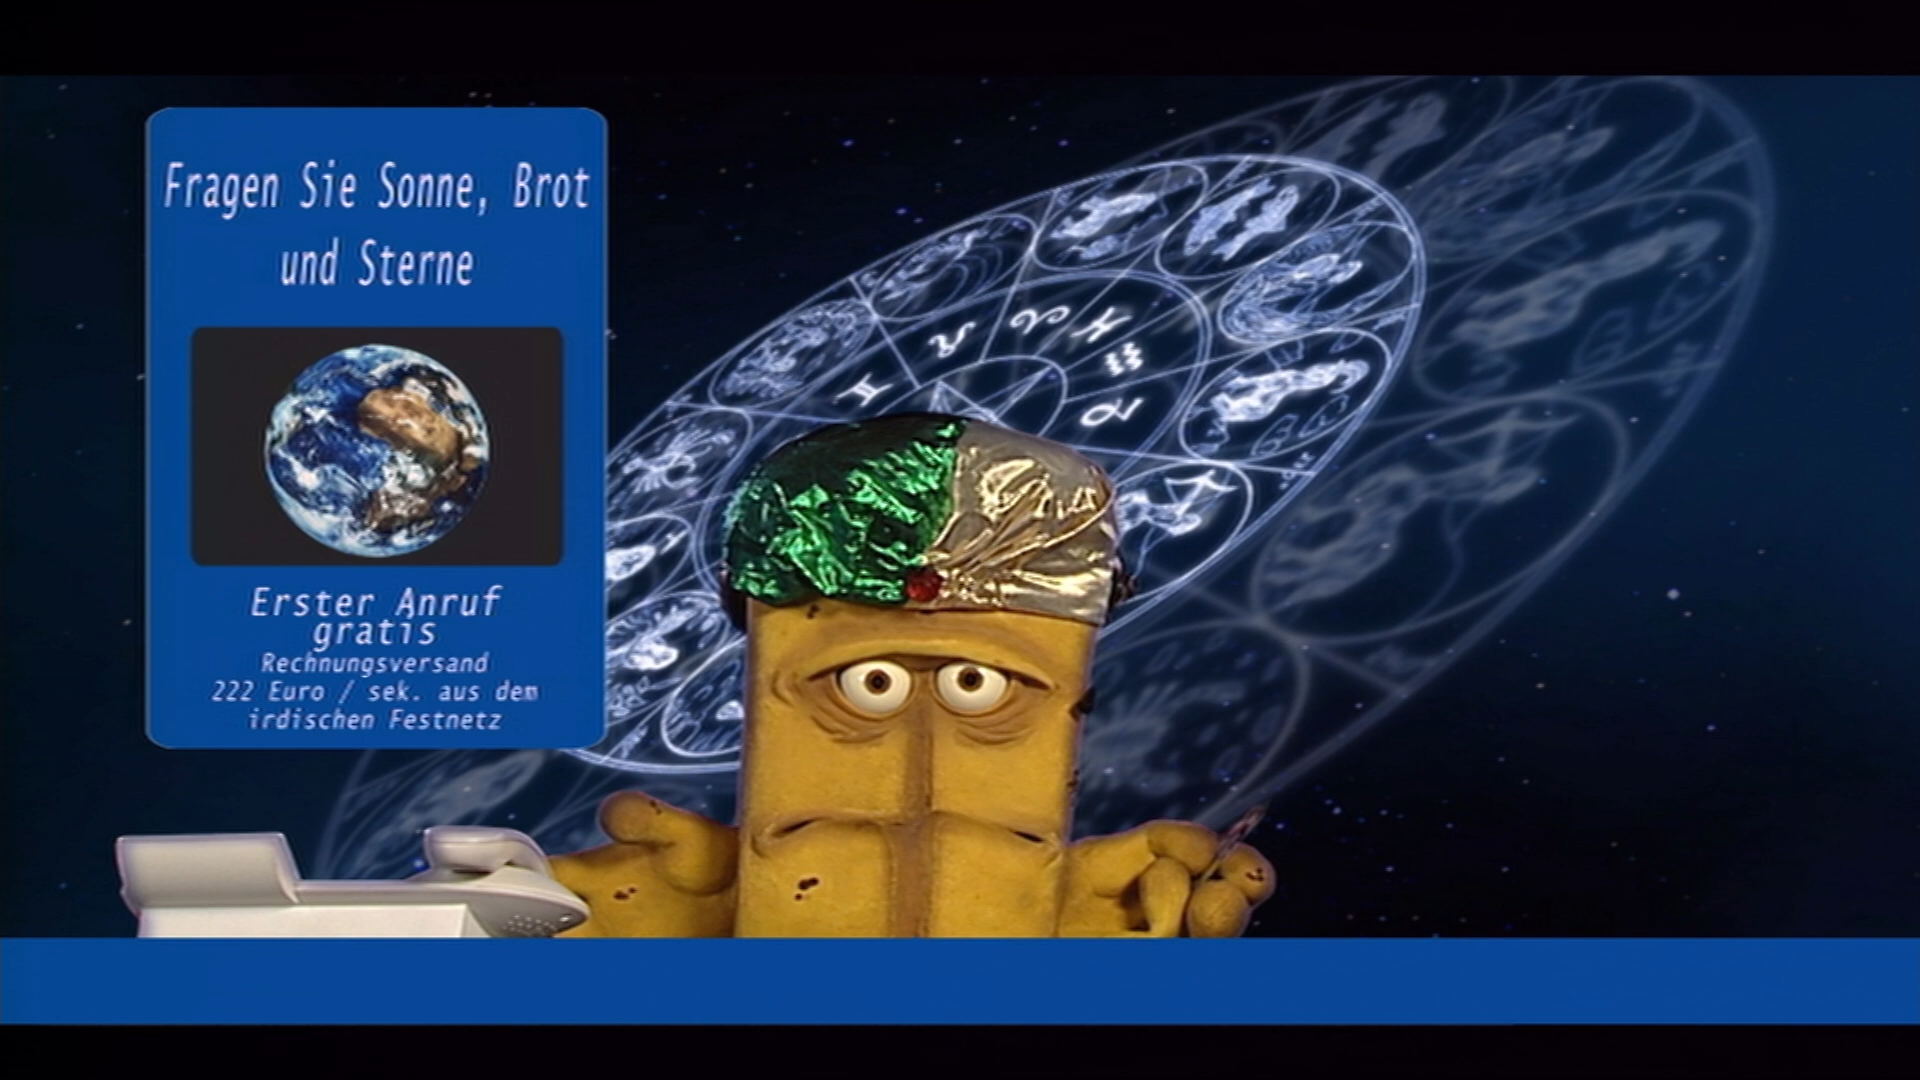 Fragen Sie Sonne, Brot
und Sterne
Erster Anruf
gratis
Rechnungsversand
222 Euro / sek. aus dem
irdischen Festnetz